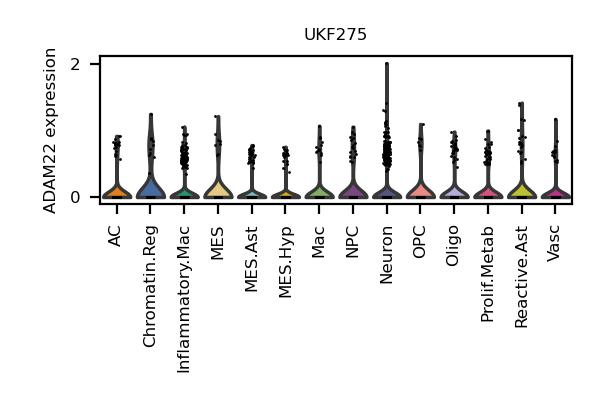 UKF275
ADAM22 expression
2
0
AC
Chromatin.Reg
Inflammatory.Mac
MES
MES.Ast
MES.Hyp
Mac
NPC
Neuron
OPC
Oligo
Prolif.Metab
Reactive.Ast
Vasc